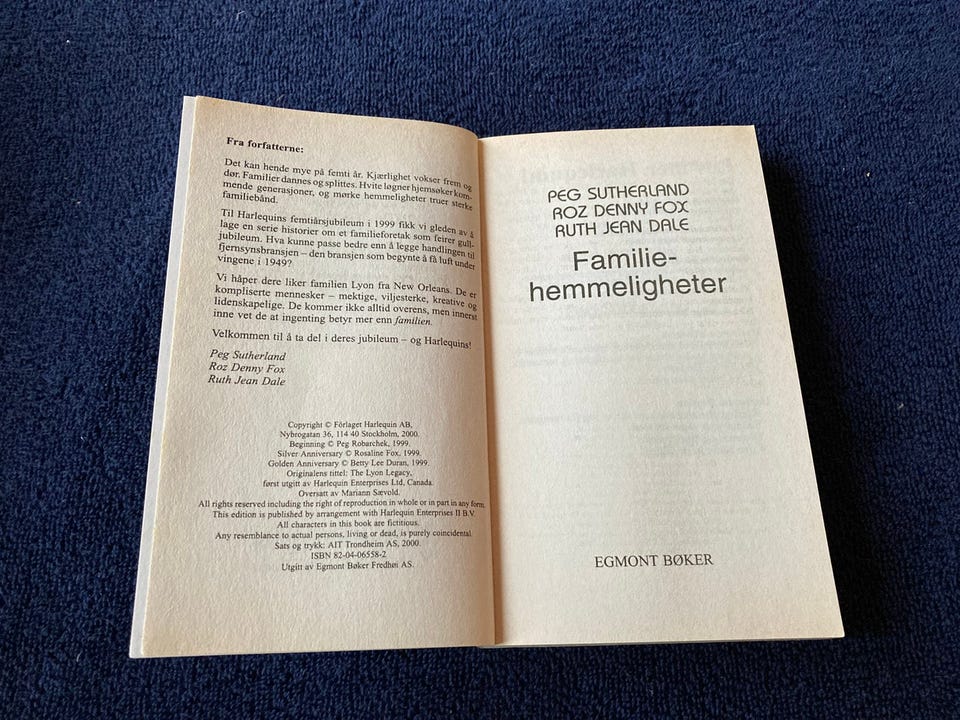 Fra forfatterne:
Det kan hende mye på femti år. Kjærlighet vokser frem og
dør. Familier dannes og splittes. Hvite løgner hjemsøker kom-
mende generasjoner, og mørke hemmeligheter truer sterke
familiebånd.
Til Harlequins femtiårsjubileum i 1999 fikk vi gleden av å
lage en serie historier om et familieforetak som feirer gull-
jubileum. Hva kunne passe bedre enn å legge handlingen til
fjernsynsbransjen – den bransjen som begynte å få luft under
vingene i 1949?
Vi håper dere liker familien Lyon fra New Orleans. De er
kompliserte mennesker – mektige, viljesterke, kreative og
lidenskapelige. De kommer ikke alltid overens, men innerst
inne vet de at ingenting betyr mer enn familien.
Velkommen til å ta del i deres jubileum – og Harlequins!
Peg Sutherland
Roz Denny Fox
Ruth Jean Dale
Copyright © Förlaget Harlequin AB,
Nybrogatan 36, 114 40 Stockholm, 2000.
Beginning © Peg Robarchek, 1999.
Silver Anniversary © Rosaline Fox, 1999.
Golden Anniversary © Betty Lee Duran, 1999.
Originalens tittel: The Lyon Legacy,
først utgitt av Harlequin Enterprises Ltd, Canada.
Oversatt av Mariann Sævold.
All rights reserved including the right of reproduction in whole or in part in any form.
This edition is published by arrangement with Harlequin Enterprises II B.V.
All characters in this book are fictitious.
Any resemblance to actual persons, living or dead, is purely coincidental.
Sats og trykk: AIT Trondheim AS, 2000.
ISBN 82-04-06558-2
Utgitt av Egmont Bøker Fredhøi AS.
PEG SUTHERLAND
ROZ DENNY FOX
RUTH JEAN DALE
Familie-
hemmeligheter
EGMONT BØKER